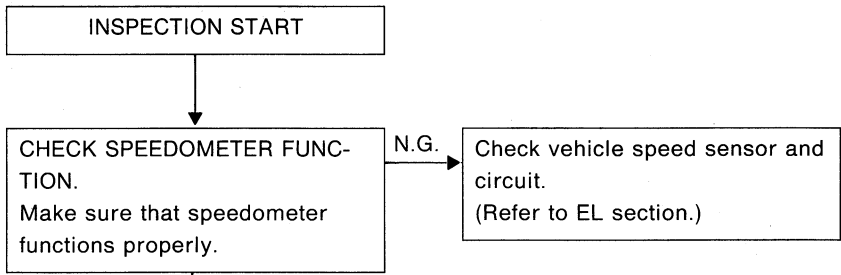 INSPECTION START
CHECK SPEEDOMETER FUNC-
TION.
Make sure that speedometer
functions properly.
N.G.
Check vehicle speed sensor and
circuit.
(Refer to EL section.)